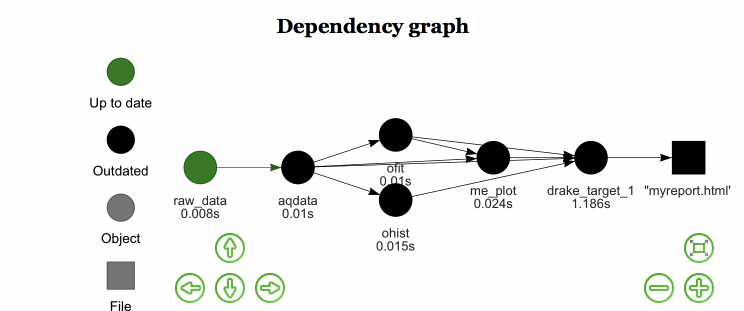 Dependency graph
Up to date
Outdated
Object
File
raw_data
0.008s
aqdata
0.01s
ofit
0.01s
ohist
0.015s
me_plot
0.024s
drake_target_1
1.186s
"myreport.html"